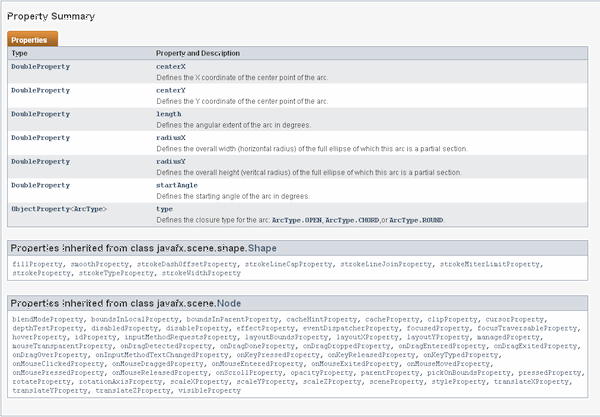 Property Summary
Properties
Type Property and Description
DoubleProperty centerX
Defines the X coordinate of the center point of the arc.
DoubleProperty centerY
Defines the Y coordinate of the center point of the arc.
DoubleProperty length
Defines the angular extent of the arc in degrees.
DoubleProperty radiusX
Defines the overall width (horizontal radius) of the full ellipse of which this arc is a partial section.
DoubleProperty radiusY
Defines the overall height (veritcal radius) of the full ellipse of which this arc is a partial section.
DoubleProperty startAngle
Defines the starting angle of the arc in degrees.
ObjectProperty<ArcType> type
Defines the closure type for the arc: ArcType.OPEN, ArcType.CHORD,or ArcType.ROUND.
Properties inherited from class javafx.scene.shape.Shape
fillProperty, smoothProperty, strokeDashOffsetProperty, strokeLineCapProperty, strokeLineJoinProperty, strokeMiterLimitProperty,
strokeProperty, strokeTypeProperty, strokeWidthProperty
Properties inherited from class javafx.scene.Node
blendModeProperty, boundsInLocalProperty, boundsInParentProperty, cacheHintProperty, cacheProperty, clipProperty, cursorProperty,
depthTestProperty, disabledProperty, disableProperty, effectProperty, eventDispatcherProperty, focusedProperty, focusTraversableProperty,
hoverProperty, idProperty, inputMethodRequestsProperty, layoutBoundsProperty, layoutXProperty, layoutYProperty, managedProperty,
mouseTransparentProperty, onDragDetectedProperty, onDragDoneProperty, onDragDroppedProperty, onDragEnteredProperty, onDragExitedProperty,
onDragOverProperty, onInputMethodTextChangedProperty, onKeyPressedProperty, onKeyReleasedProperty, onKeyTypedProperty,
onMouseClickedProperty, onMouseDraggedProperty, onMouseEnteredProperty, onMouseExitedProperty, onMouseMovedProperty,
onMousePressedProperty, onMouseReleasedProperty, onScrollProperty, opacityProperty, parentProperty, pickOnBoundsProperty, pressedProperty,
rotateProperty, rotationAxisProperty, scaleXProperty, scaleYProperty, scaleZProperty, sceneProperty, styleProperty, translateXProperty,
translateYProperty, translateZProperty, visibleProperty